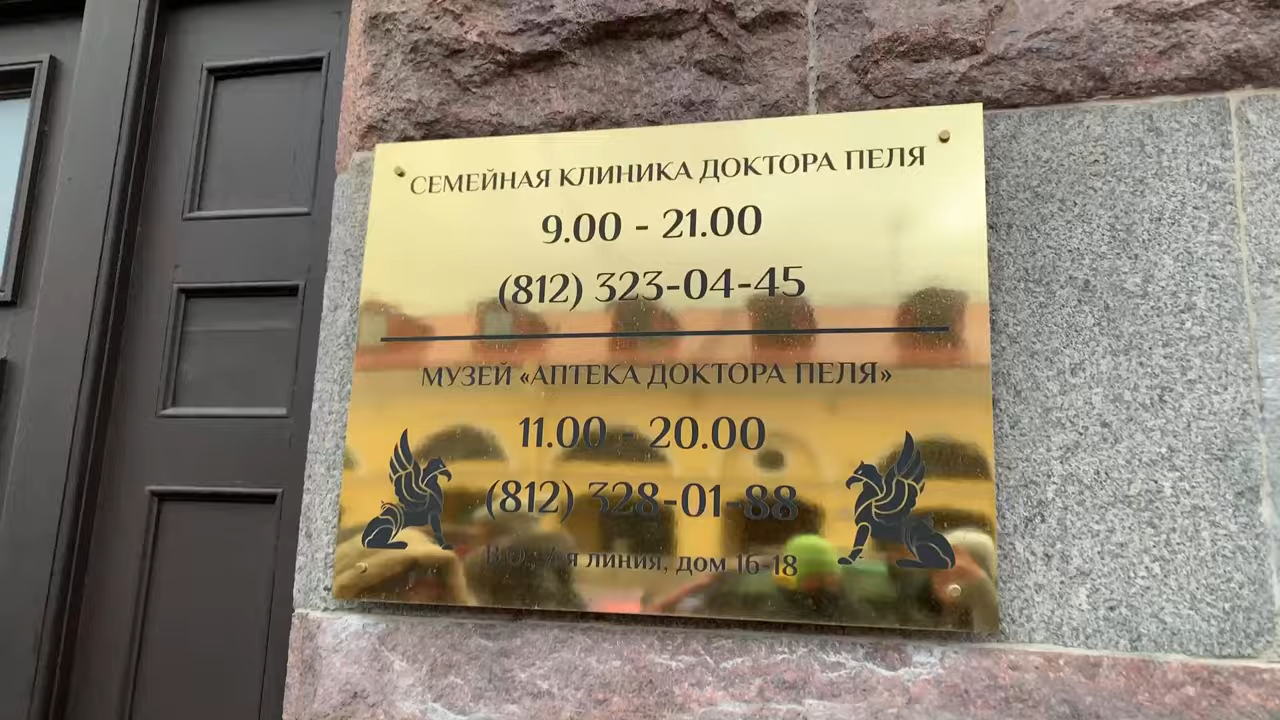 СЕМЕЙНАЯ КЛИНИКА ДОКТОРА ПЕЛЯ
9.00 - 21.00
(812) 323-04-45
МУЗЕЙ «АПТЕКА ДОКТОРА ПЕЛЯ»
11.00 - 20.00
(812) 328-01-88
В.О., я линия, дом 16-18